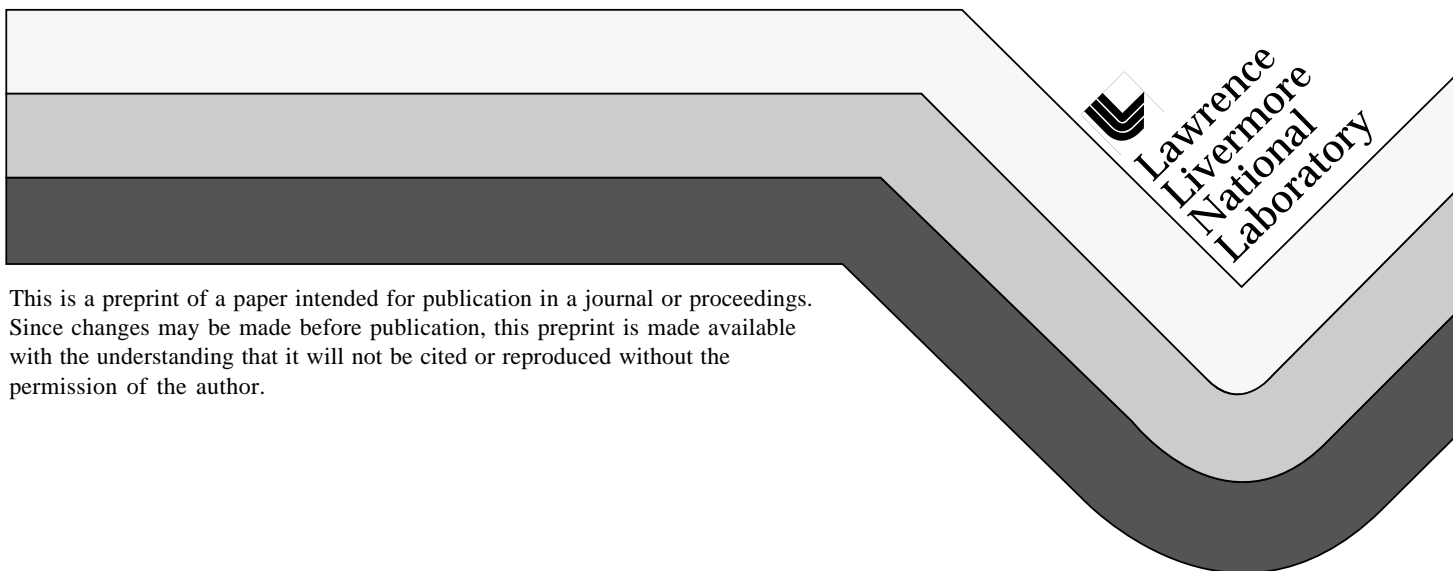 Lawrence
Livermore
National
Laboratory
This is a preprint of a paper intended for publication in a journal or proceedings.
Since changes may be made before publication, this preprint is made available
with the understanding that it will not be cited or reproduced without the
permission of the author.